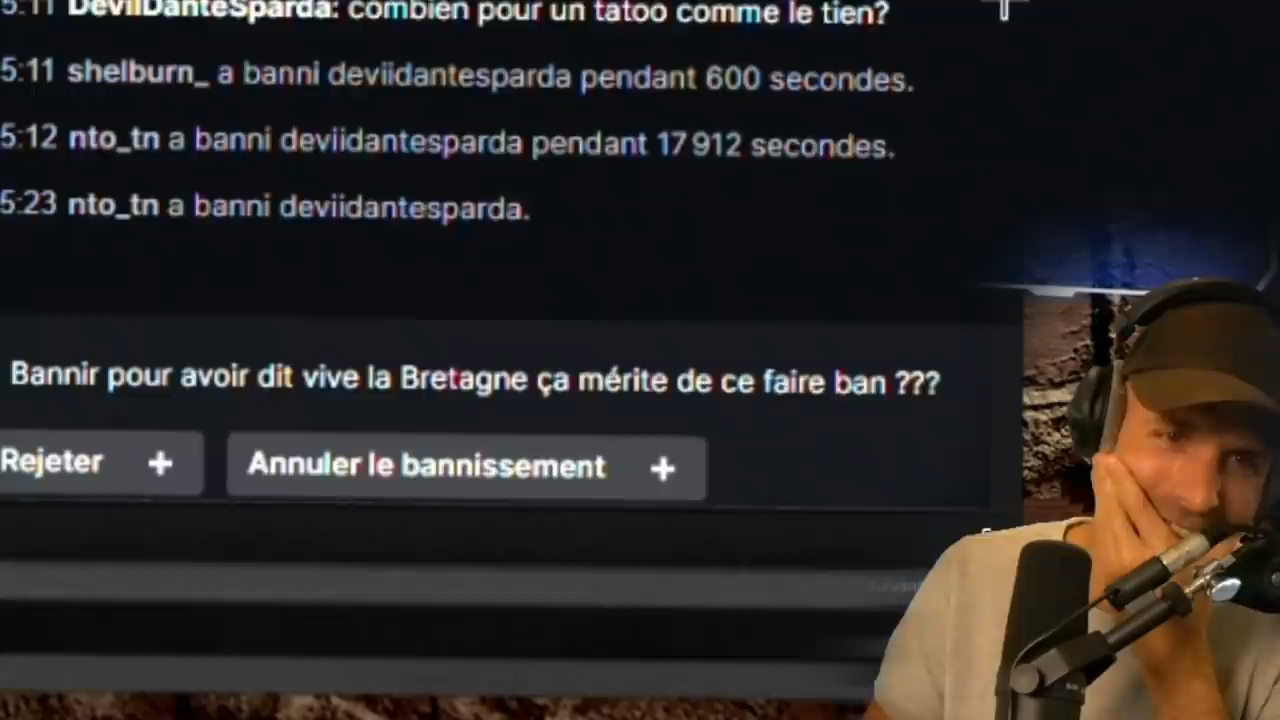 5:11 DeviiDanteSparda: combien pour un tatoo comme le tien?
5:11 shelburn_ a banni deviidantesparda pendant 600 secondes.
5:12 nto_tn a banni deviidantesparda pendant 17 912 secondes.
5:23 nto_tn a banni deviidantesparda.
Bannir pour avoir dit vive la Bretagne ça mérite de ce faire ban ???
Rejeter +
Annuler le bannissement +